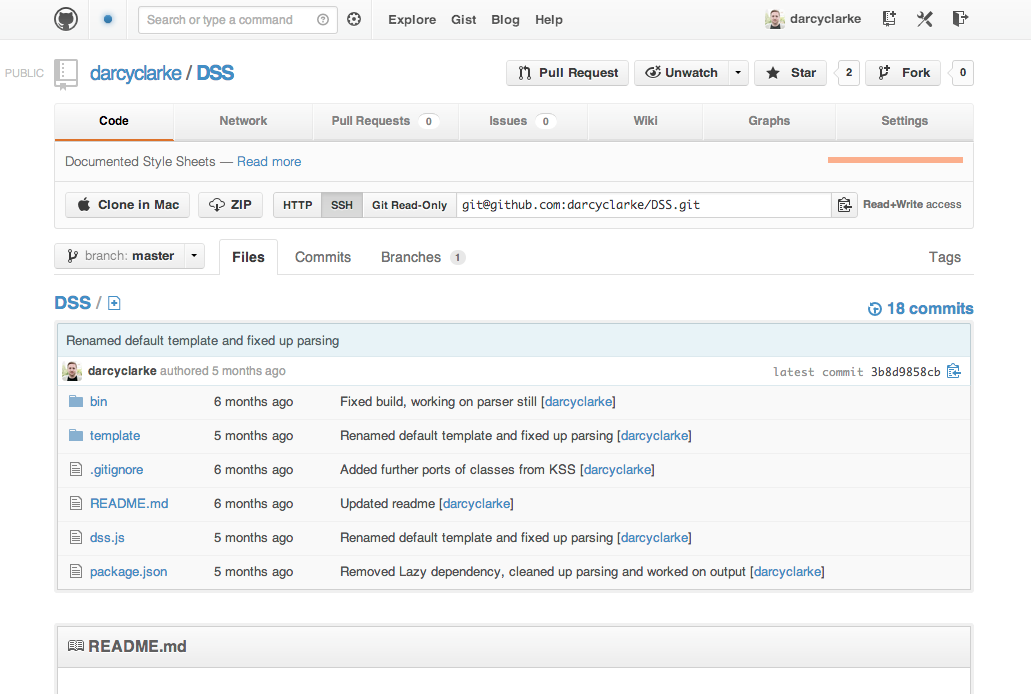 Search or type a command Explore Gist Blog Help darcyclarke
PUBLIC darcyclarke / DSS Pull Request Unwatch Star 2 Fork 0
Code Network Pull Requests 0 Issues 0 Wiki Graphs Settings
Documented Style Sheets — Read more
Clone in Mac ZIP HTTP SSH Git Read-Only git@github.com:darcyclarke/DSS.git Read+Write access
branch: master Files Commits Branches 1 Tags
DSS / 18 commits
Renamed default template and fixed up parsing
darcyclarke authored 5 months ago latest commit 3b8d9858cb
bin 6 months ago Fixed build, working on parser still [darcyclarke]
template 5 months ago Renamed default template and fixed up parsing [darcyclarke]
.gitignore 6 months ago Added further ports of classes from KSS [darcyclarke]
README.md 6 months ago Updated readme [darcyclarke]
dss.js 5 months ago Renamed default template and fixed up parsing [darcyclarke]
package.json 5 months ago Removed Lazy dependency, cleaned up parsing and worked on output [darcyclarke]
README.md